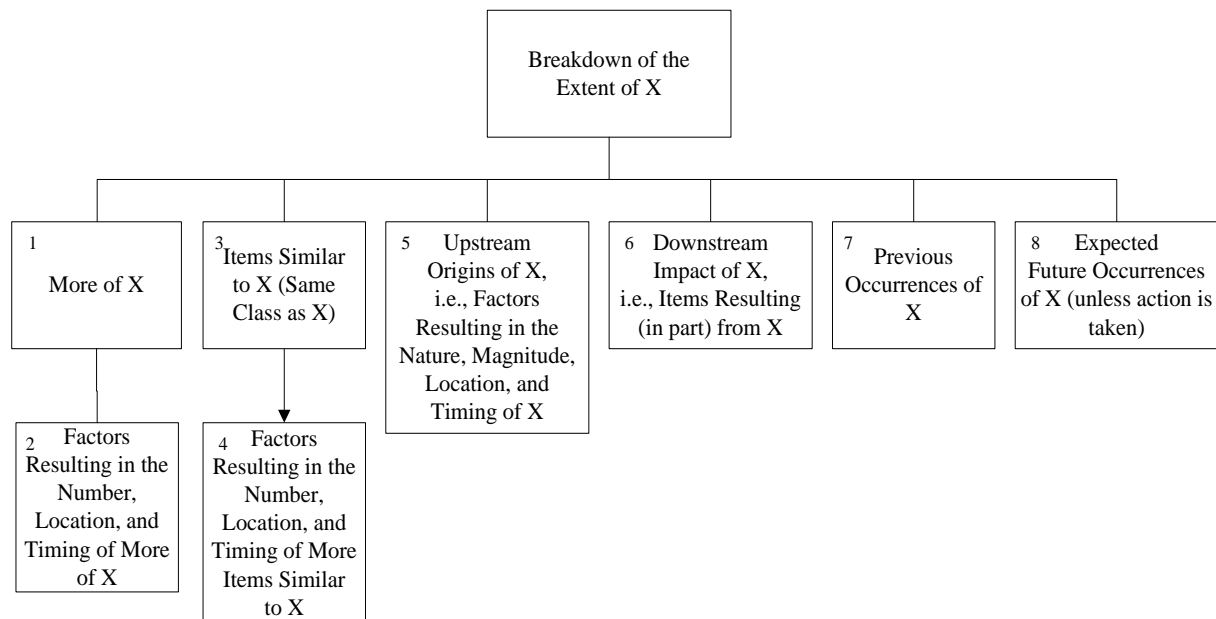 Breakdown of the
Extent of X
1
More of X
3
Items Similar
to X (Same
Class as X)
5 Upstream
Origins of X,
i.e., Factors
Resulting in the
Nature, Magnitude,
Location, and
Timing of X
6 Downstream
Impact of X,
i.e., Items Resulting
(in part) from X
7
Previous
Occurrences of
X
8 Expected
Future Occurrences
of X (unless action is
taken)
2 Factors
Resulting in the
Number,
Location, and
Timing of More
of X
4 Factors
Resulting in the
Number,
Location, and
Timing of More
Items Similar
to X